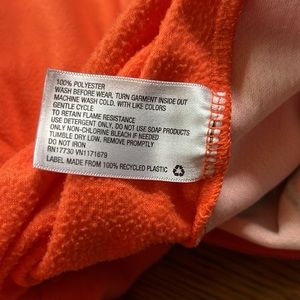 100% POLYESTER
WASH BEFORE WEAR, TURN GARMENT INSIDE OUT
MACHINE WASH COLD, WITH LIKE COLORS
GENTLE CYCLE
TO RETAIN FLAME RESISTANCE
USE DETERGENT ONLY. DO NOT USE SOAP PRODUCTS
ONLY NON-CHLORINE BLEACH IF NEEDED
TUMBLE DRY LOW, REMOVE PROMPTLY
DO NOT IRON
RN17730 VN1171679
LABEL MADE FROM 100% RECYCLED PLASTIC